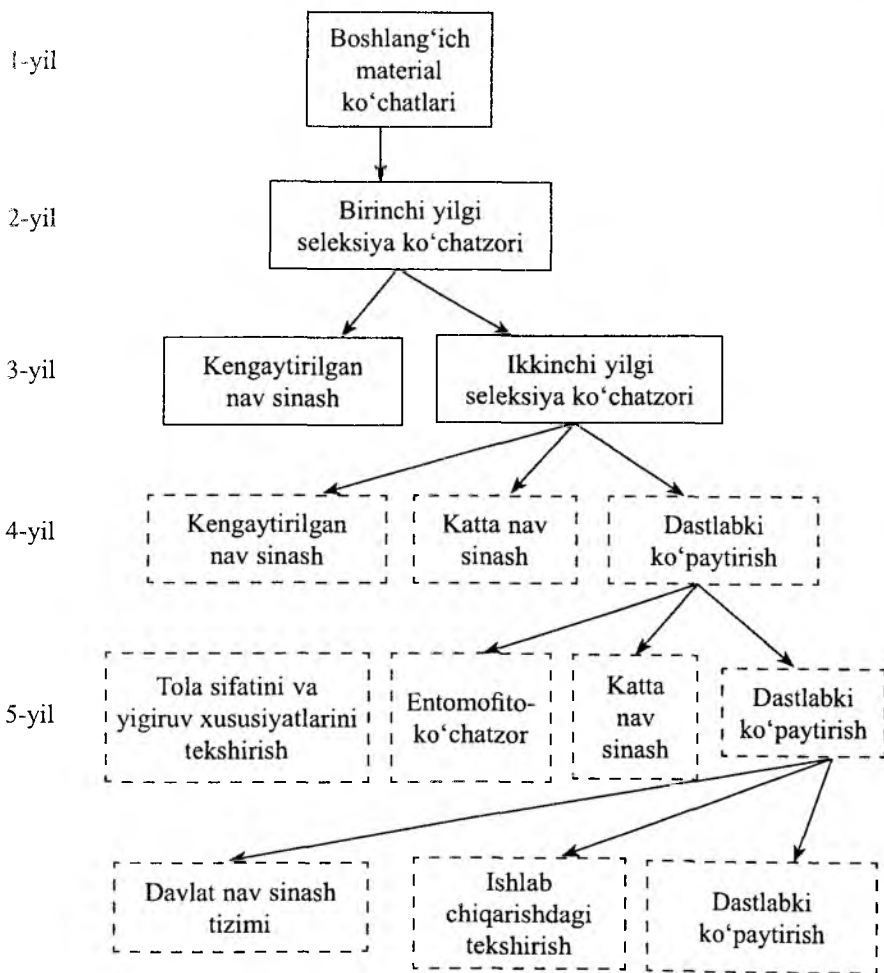 1-yil
Boshlang‘ich
material
ko‘chatlari
2-yil
Birinchi yilgi
seleksiya ko‘chatzori
3-yil
Kengaytirilgan
nav sinash
Ikkinchi yilgi
seleksiya ko‘chatzori
4-yil
Kengaytirilgan
nav sinash
Katta nav
sinash
Dastlabki
ko‘paytirish
5-yil
Tola sifatini va
yigiruv xususiyatlarini
tekshirish
Entomofito-
ko‘chatzor
Katta
nav
sinash
Dastlabki
ko‘paytirish
Davlat nav sinash
tizimi
Ishlab
chiqarishdagi
tekshirish
Dastlabki
ko‘paytirish